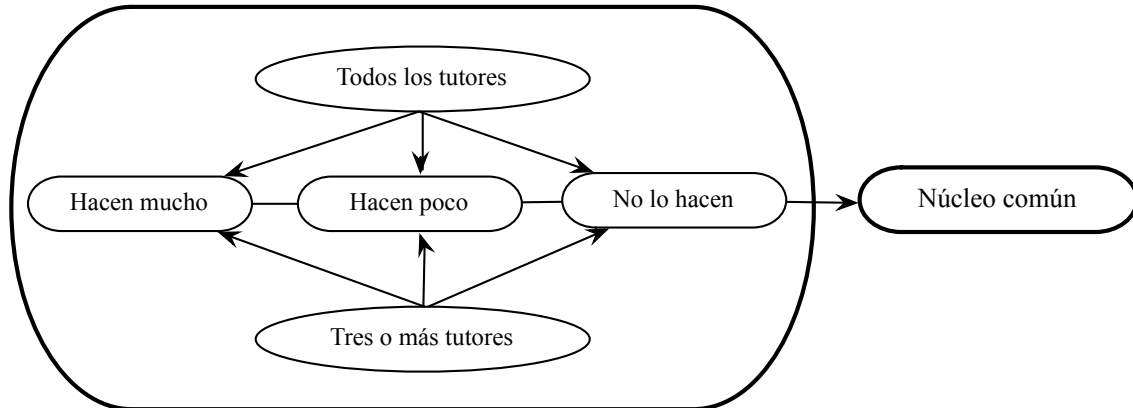 Todos los tutores
Hacen mucho
Hacen poco
No lo hacen
Núcleo común
Tres o más tutores